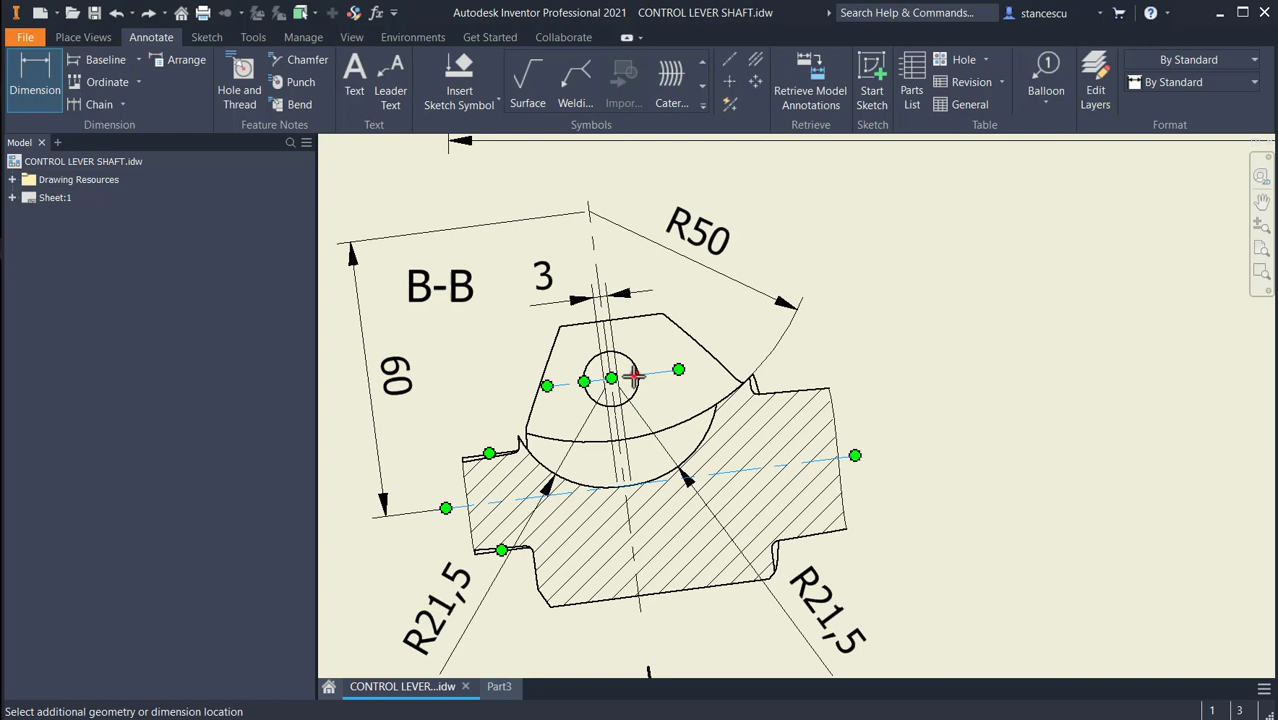 Autodesk Inventor Professional 2021 CONTROL LEVER SHAFT.idw
Search Help & Commands...
stancescu
File Place Views Annotate Sketch Tools Manage View Environments Get Started Collaborate
Dimension
Baseline
Ordinate
Chain
Arrange
Dimension
Hole and Thread
Chamfer
Punch
Bend
Feature Notes
Text
Leader Text
Text
Insert Sketch Symbol
Surface
Weldi...
Impor...
Cater...
Symbols
Retrieve Model Annotations
Retrieve
Start Sketch
Sketch
Parts List
Hole
Revision
General
Table
Balloon
Edit Layers
By Standard
By Standard
Format
Model
CONTROL LEVER SHAFT.idw
Drawing Resources
Sheet:1
R50
3
B-B
60
R21,5
R21,5
CONTROL LEVER...idw
Part3
Select additional geometry or dimension location
1 3